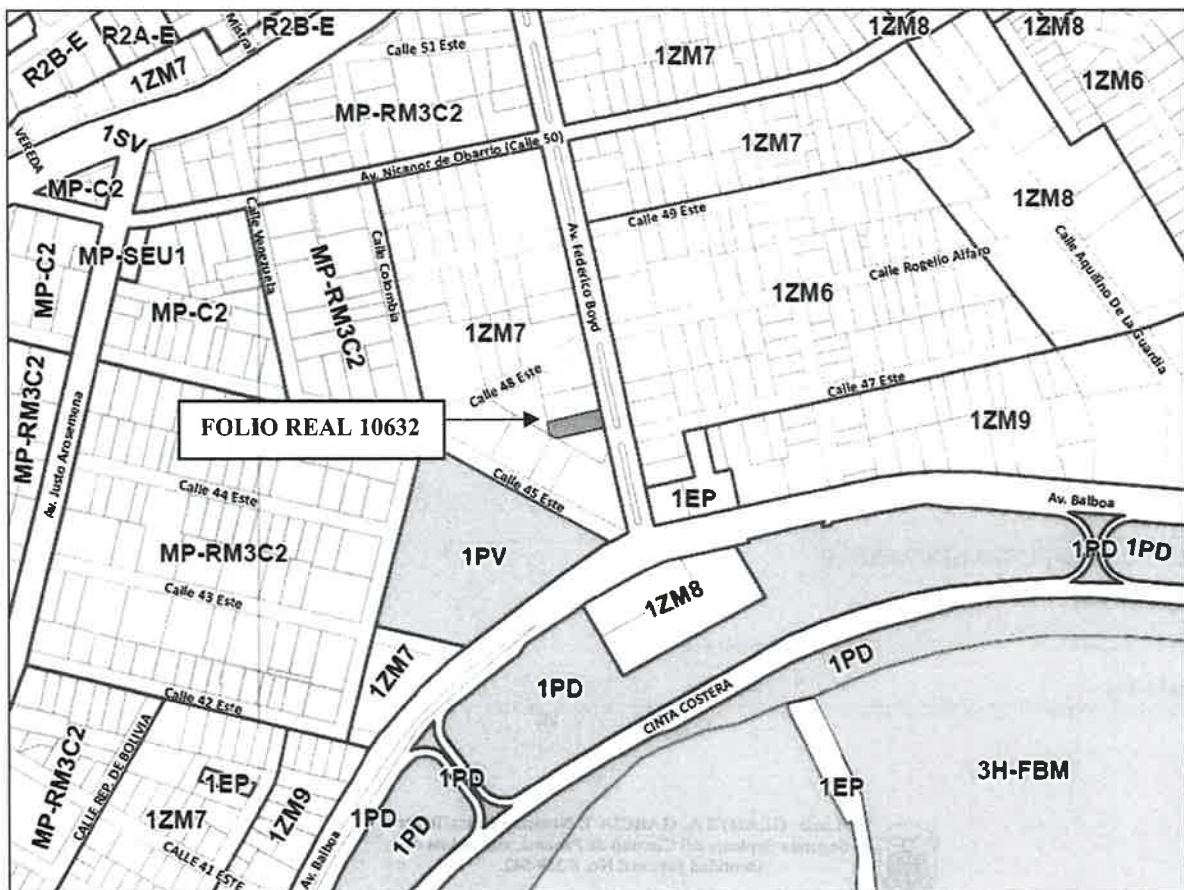 R2B-E
R2A-E
Mistral
R2B-E
1ZM7
Calle 51 Este
1ZM7
1ZM8
1ZM8
1ZM6
VEREDA
1SV
MP-RM3C2
1ZM7
MP-C2
Av. Nicanor de Obarrio (Calle 50)
1ZM8
MP-C2
MP-SEU1
Calle Venezuela
MP-RM3C2
Calle Colombia
Av. Federico Boyd
Calle 49 Este
Calle Rogelio Alfaro
Calle Aquilino De La Guardia
MP-C2
1ZM6
1ZM7
MP-RM3C2
Calle 48 Este
Calle 47 Este
FOLIO REAL 10632
1ZM9
Av. Justo Arosemena
Calle 44 Este
Calle 45 Este
1EP
Av. Balboa
MP-RM3C2
1PV
1PD
1PD
Calle 43 Este
1ZM8
1ZM7
1PD
1PD
Calle 42 Este
CINTA COSTERA
MP-RM3C2
CALLE REP. DE BOLIVIA
1EP
1ZM9
1PD
1EP
3H-FBM
1ZM7
1PD
1PD
CALLE 41 ESTE
Av. Balboa